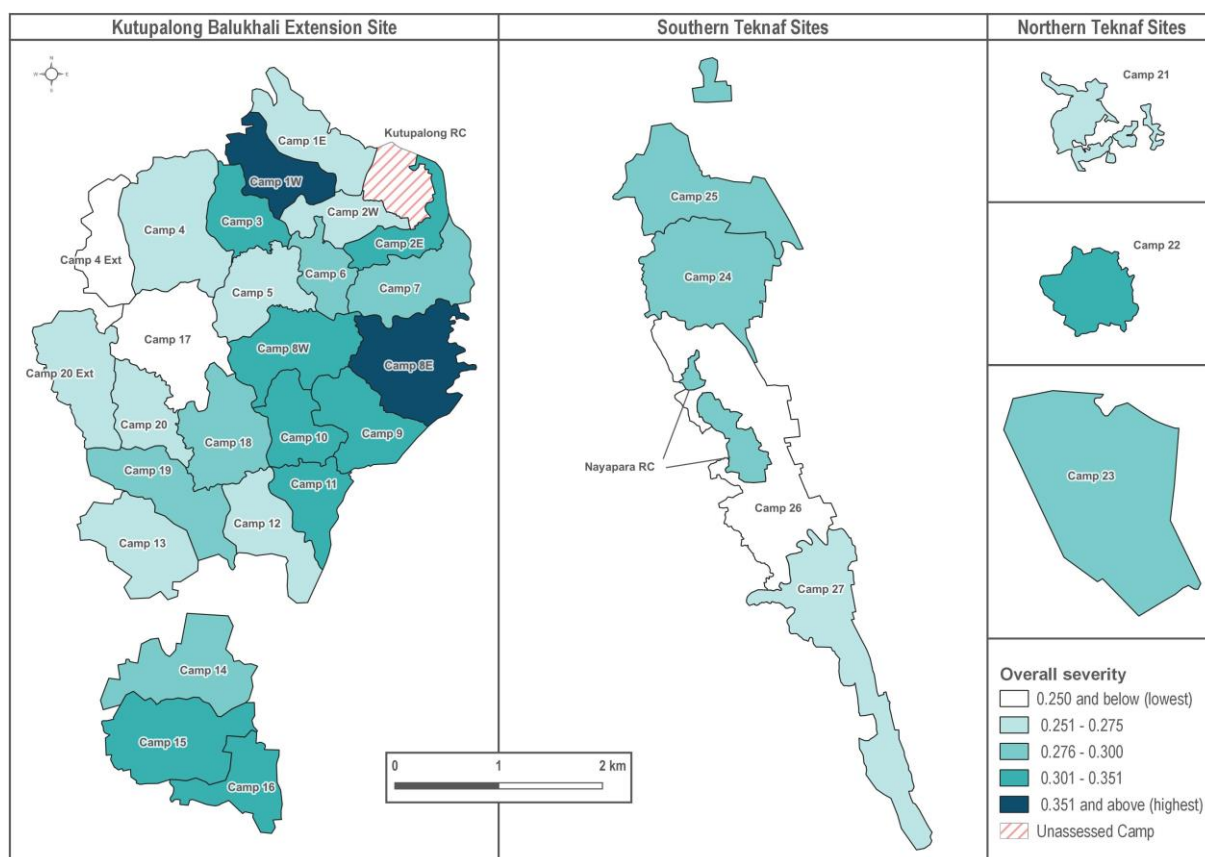 Kutupalong Balukhali Extension Site
Southern Teknaf Sites
Northern Teknaf Sites
N
W E
S
Camp 1E
Kutupalong RC
Camp 1W
Camp 2W
Camp 3
Camp 4
Camp 2E
Camp 4 Ext
Camp 6
Camp 7
Camp 5
Camp 17
Camp 8W
Camp 8E
Camp 20 Ext
Camp 20
Camp 18
Camp 10
Camp 9
Camp 19
Camp 11
Camp 12
Camp 13
Camp 14
Camp 15
Camp 16
Camp 25
Camp 24
Nayapara RC
Camp 26
Camp 27
0 1 2 km
Camp 21
Camp 22
Camp 23
Overall severity
0.250 and below (lowest)
0.251 - 0.275
0.276 - 0.300
0.301 - 0.351
0.351 and above (highest)
Unassessed Camp